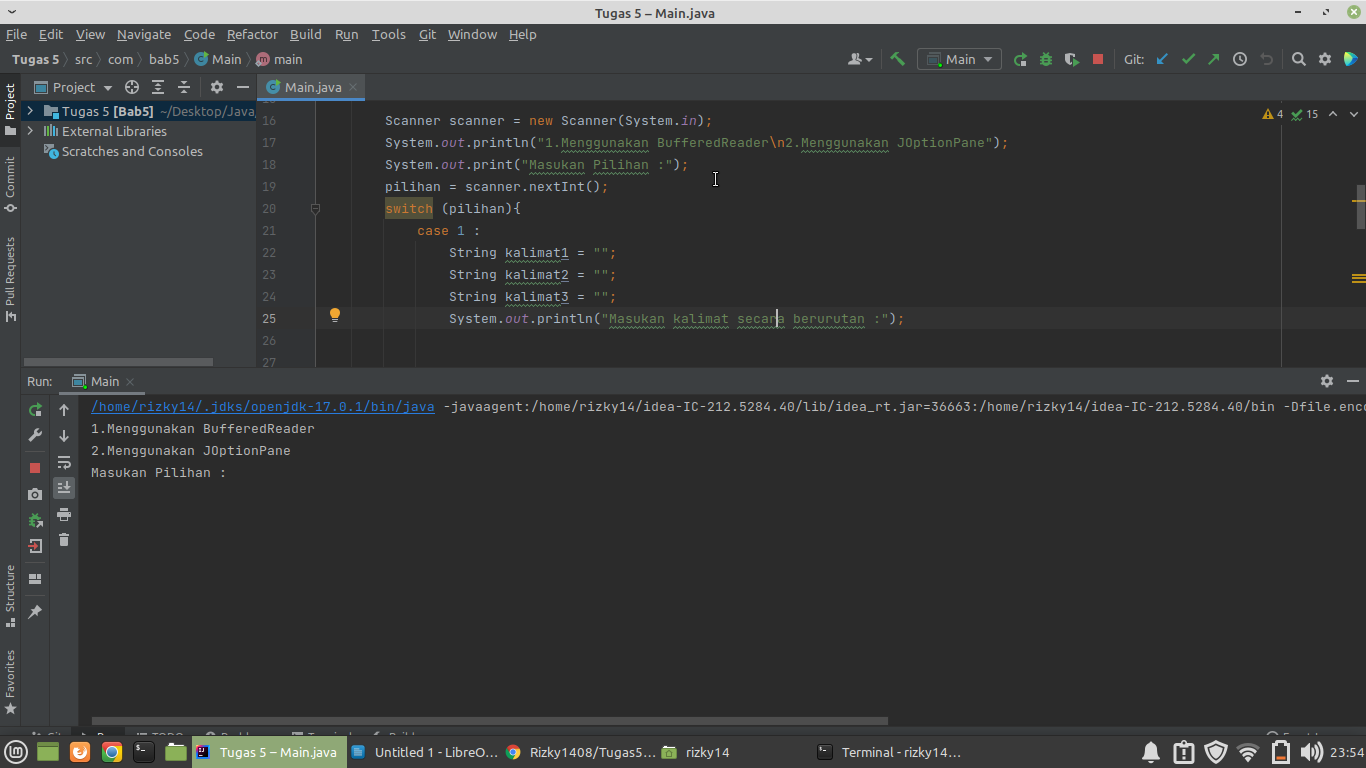 Tugas 5 – Main.java
File Edit View Navigate Code Refactor Build Run Tools Git Window Help
Tugas 5 src com bab5 Main main
Main
Git:
Project
Main.java
Tugas 5 [Bab5] ~/Desktop/Java
External Libraries
Scratches and Consoles
4 15
16 Scanner scanner = new Scanner(System.in);
17 System.out.println("1.Menggunakan BufferedReader\n2.Menggunakan JOptionPane");
18 System.out.print("Masukan Pilihan :");
19 pilihan = scanner.nextInt();
20 switch (pilihan){
21 case 1 :
22 String kalimat1 = "";
23 String kalimat2 = "";
24 String kalimat3 = "";
25 System.out.println("Masukan kalimat secara berurutan :");
26
27
Project
Commit
Pull Requests
Structure
Favorites
Run: Main
/home/rizky14/.jdks/openjdk-17.0.1/bin/java -javaagent:/home/rizky14/idea-IC-212.5284.40/lib/idea_rt.jar=36663:/home/rizky14/idea-IC-212.5284.40/bin -Dfile.enco
1.Menggunakan BufferedReader
2.Menggunakan JOptionPane
Masukan Pilihan :
Tugas 5 – Main.java
Untitled 1 - LibreO...
Rizky1408/Tugas5...
rizky14
Terminal - rizky14...
23:54